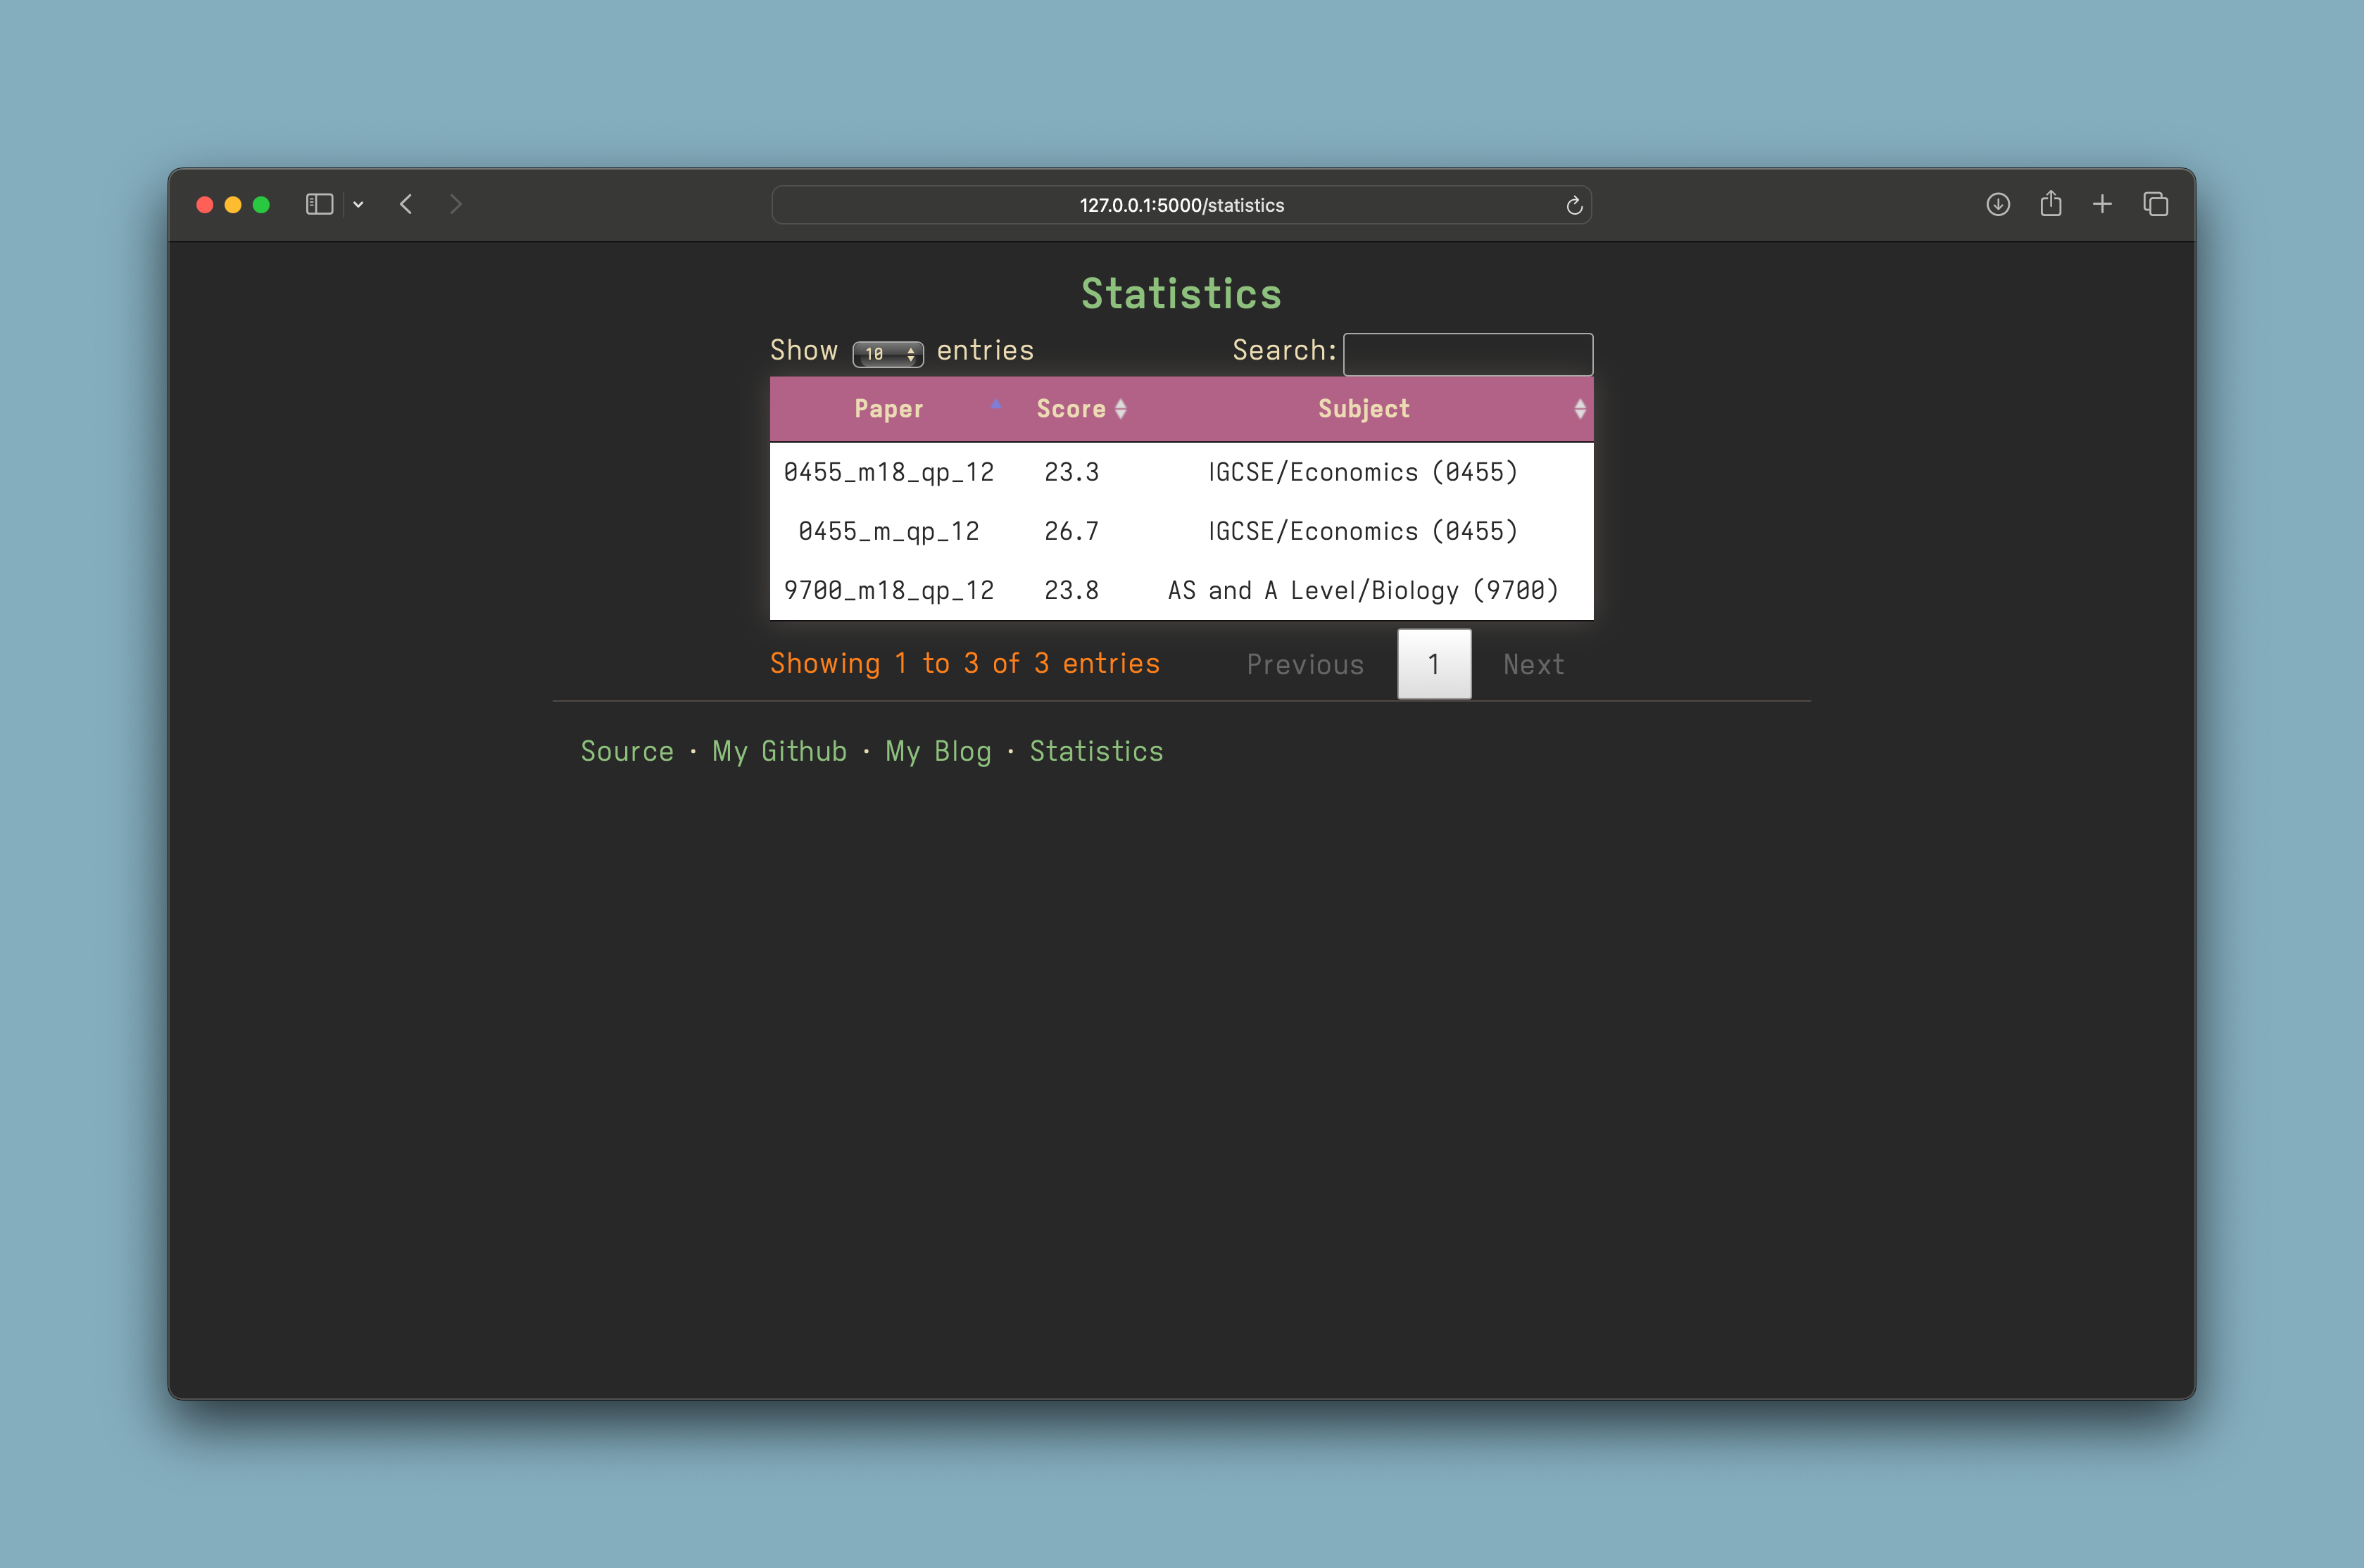 127.0.0.1:5000/statistics
Statistics
Show 10 entries Search:
Paper Score Subject
0455_m18_qp_12 23.3 IGCSE/Economics (0455)
0455_m_qp_12 26.7 IGCSE/Economics (0455)
9700_m18_qp_12 23.8 AS and A Level/Biology (9700)
Showing 1 to 3 of 3 entries Previous 1 Next
Source · My Github · My Blog · Statistics